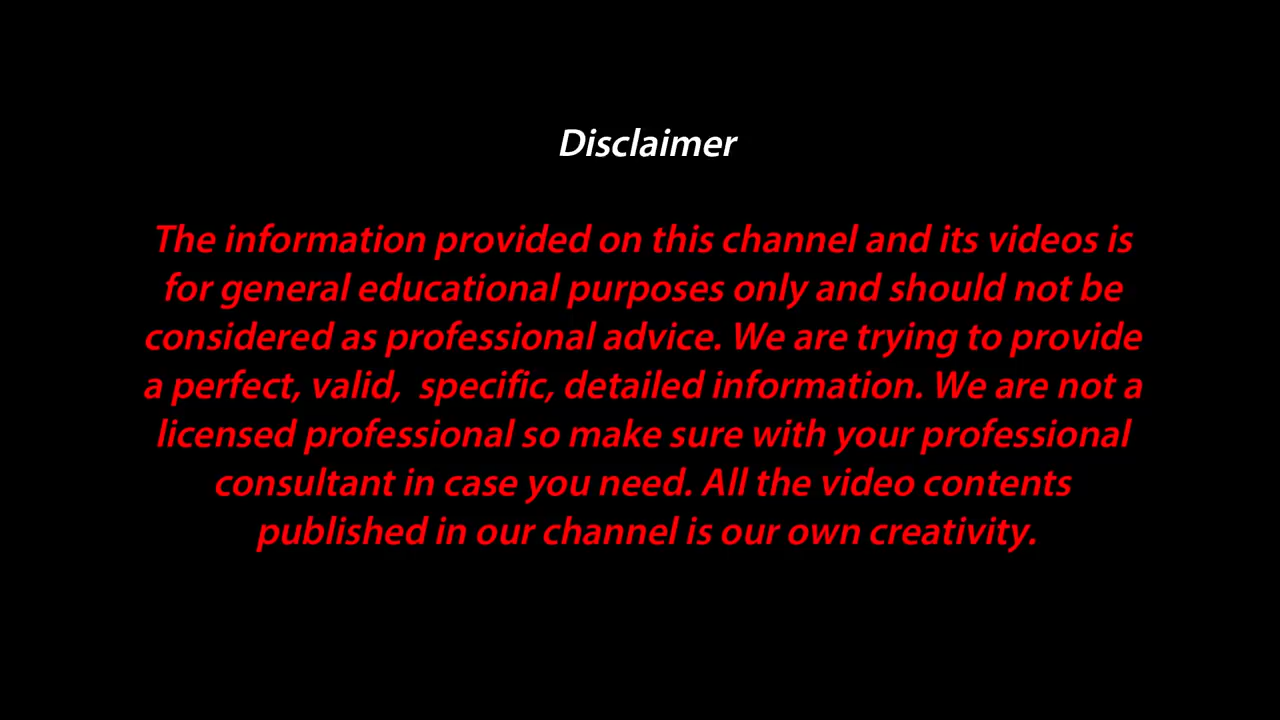 Disclaimer
The information provided on this channel and its videos is
for general educational purposes only and should not be
considered as professional advice. We are trying to provide
a perfect, valid,  specific, detailed information. We are not a
licensed professional so make sure with your professional
consultant in case you need. All the video contents
published in our channel is our own creativity.